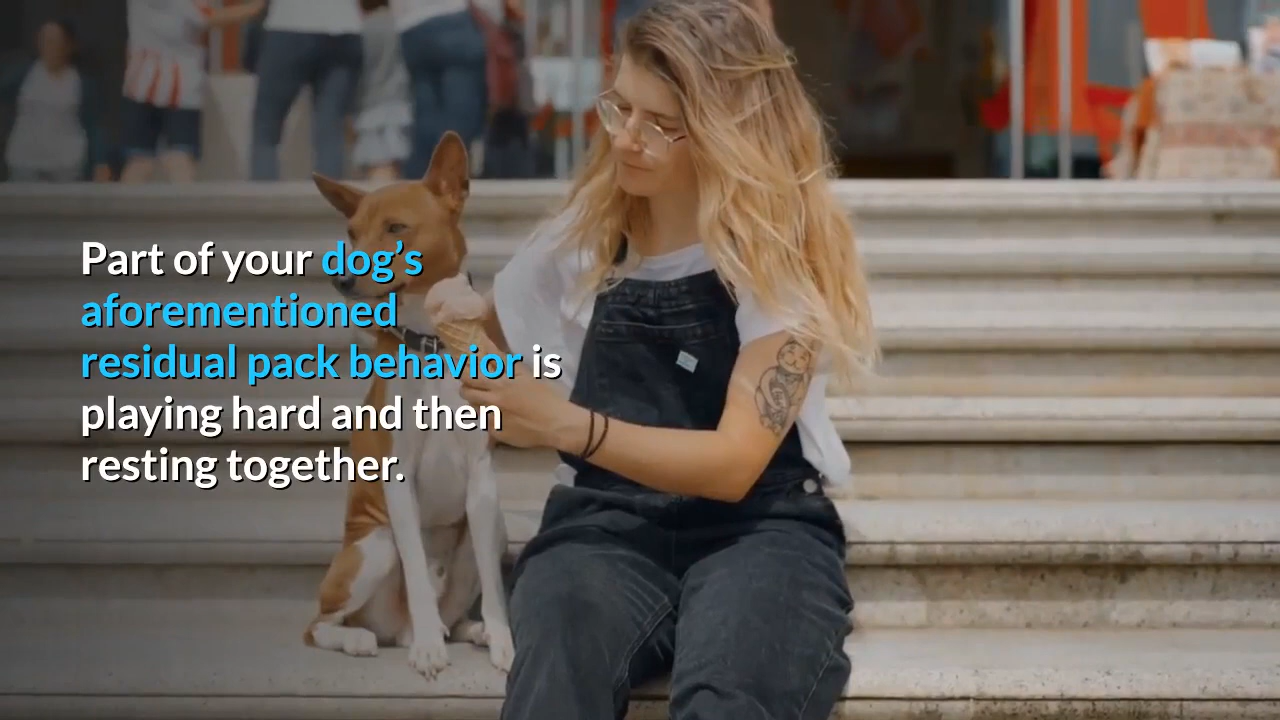 Part of your dog’s
aforementioned
residual pack behavior is
playing hard and then
resting together.